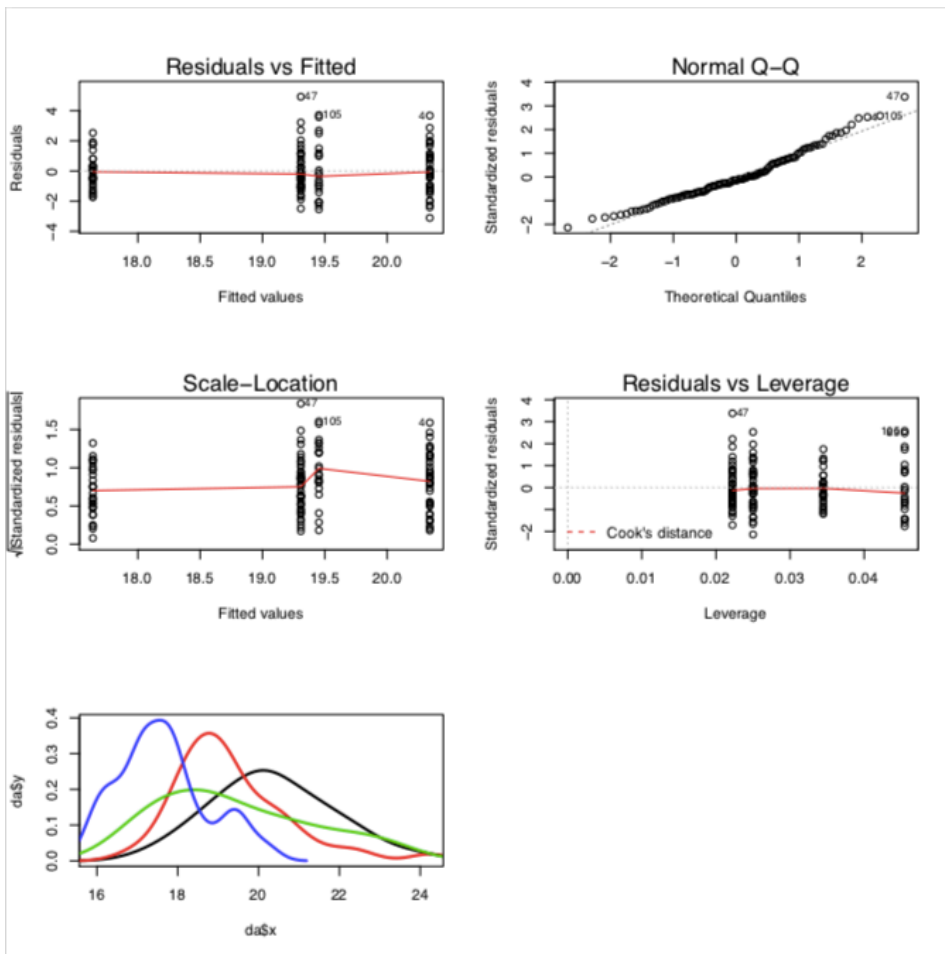 Residuals vs Fitted
Residuals
4
2
0
−2
−4
47
105
4
18.0 18.5 19.0 19.5 20.0
Fitted values
Normal Q−Q
Standardized residuals
4
3
2
1
0
−2
47
105
−2 −1 0 1 2
Theoretical Quantiles
Scale−Location
√|Standardized residuals|
1.5
1.0
0.5
0.0
47
105
4
18.0 18.5 19.0 19.5 20.0
Fitted values
Residuals vs Leverage
Standardized residuals
4
3
2
1
0
−2
47
Cook's distance
0.00 0.01 0.02 0.03 0.04
Leverage
da$y
0.4
0.3
0.2
0.1
0.0
16 18 20 22 24
da$x